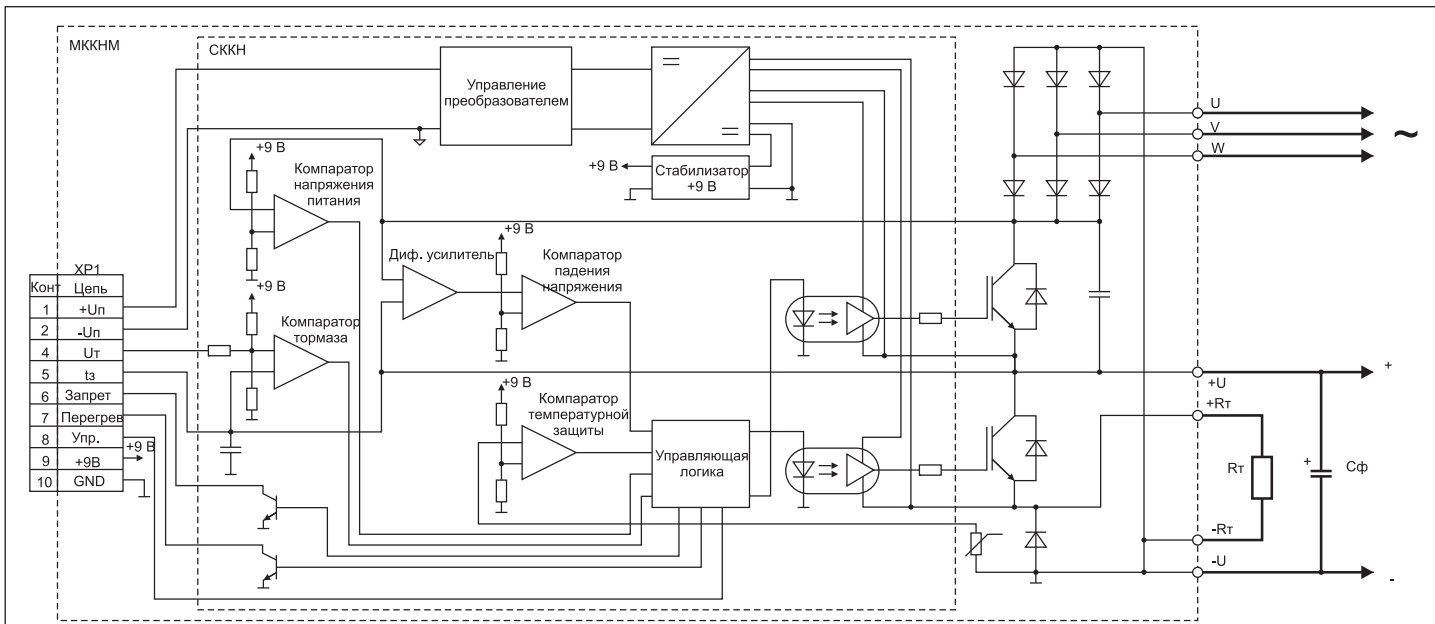 МККНМ
СККН
Управление
преобразователем
U
V
W
~
+9 В
Компаратор
напряжения
питания
+9 В
Стабилизатор
+9 В
Диф. усилитель
+9 В
Компаратор
падения
напряжения
ХР1
Конт Цепь
1 +Uп
2 -Uп
4 Uт
5 tз
6 Запрет
7 Перегрев
8 Упр.
9 +9В
10 GND
+9 В
+9 В
Компаратор
тормаза
+9 В
Компаратор
температурной
защиты
Управляющая
логика
+U
+
+Rт
Rт
+
Сф
-Rт
-U
-